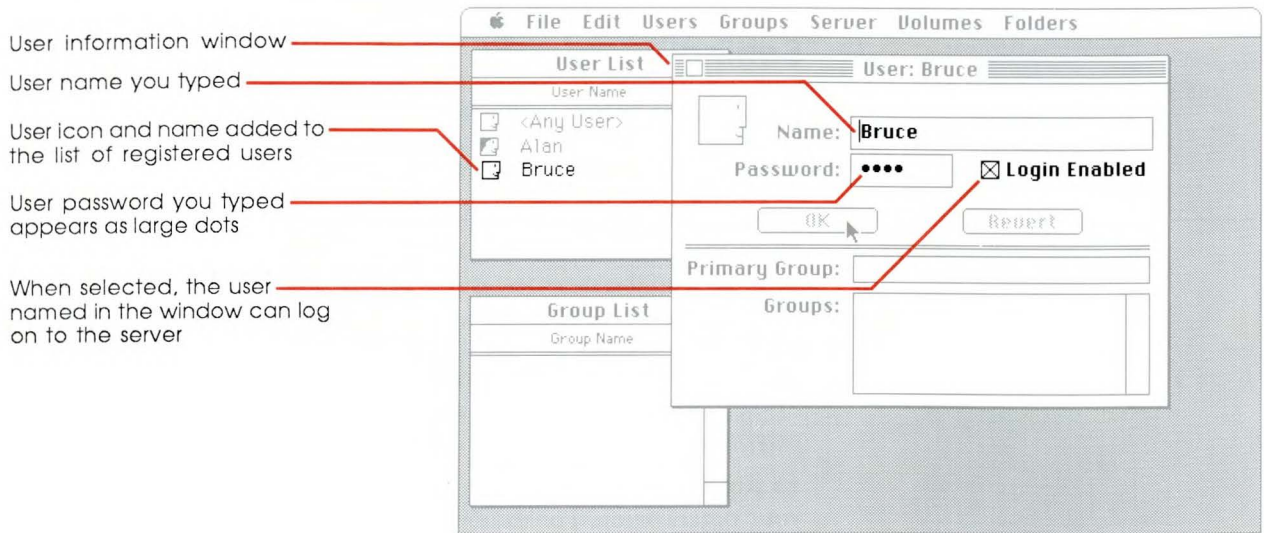 User information window
User name you typed
User icon and name added to
the list of registered users
User password you typed
appears as large dots
When selected, the user
named in the window can log
on to the server
File Edit Users Groups Server Volumes Folders
User List
User Name
<Any User>
Alan
Bruce
Group List
Group Name
User: Bruce
Name: Bruce
Password: ●●●● Login Enabled
OK Revert
Primary Group:
Groups: